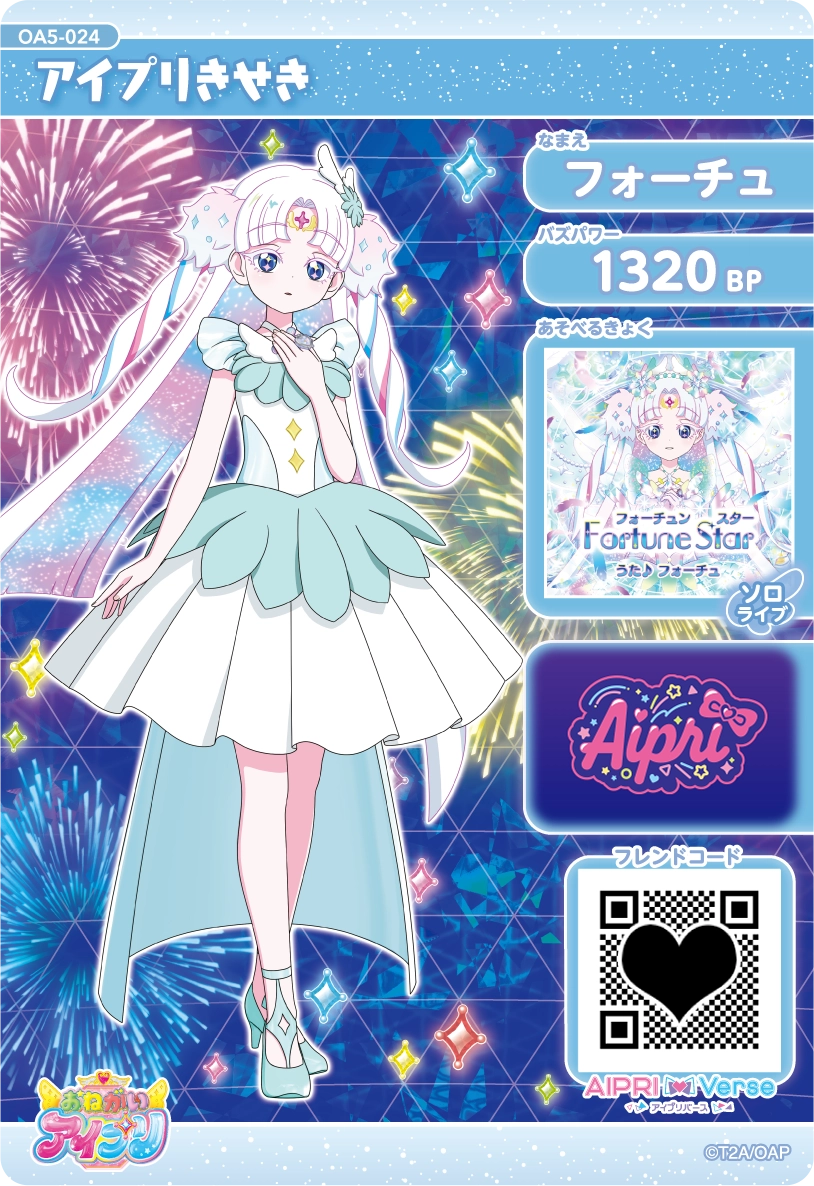 OA5-024
アイプリきせき
なまえ
フォーチュ
バズパワー
1320 BP
あそべるきょく
フォーチュン スター
Fortune Star
うた♪ フォーチュ
ソロ
ライブ
Aipri
フレンドコード
AIPRI Verse
アイプリバース
おねがい
アイプリ
©T2A/OAP